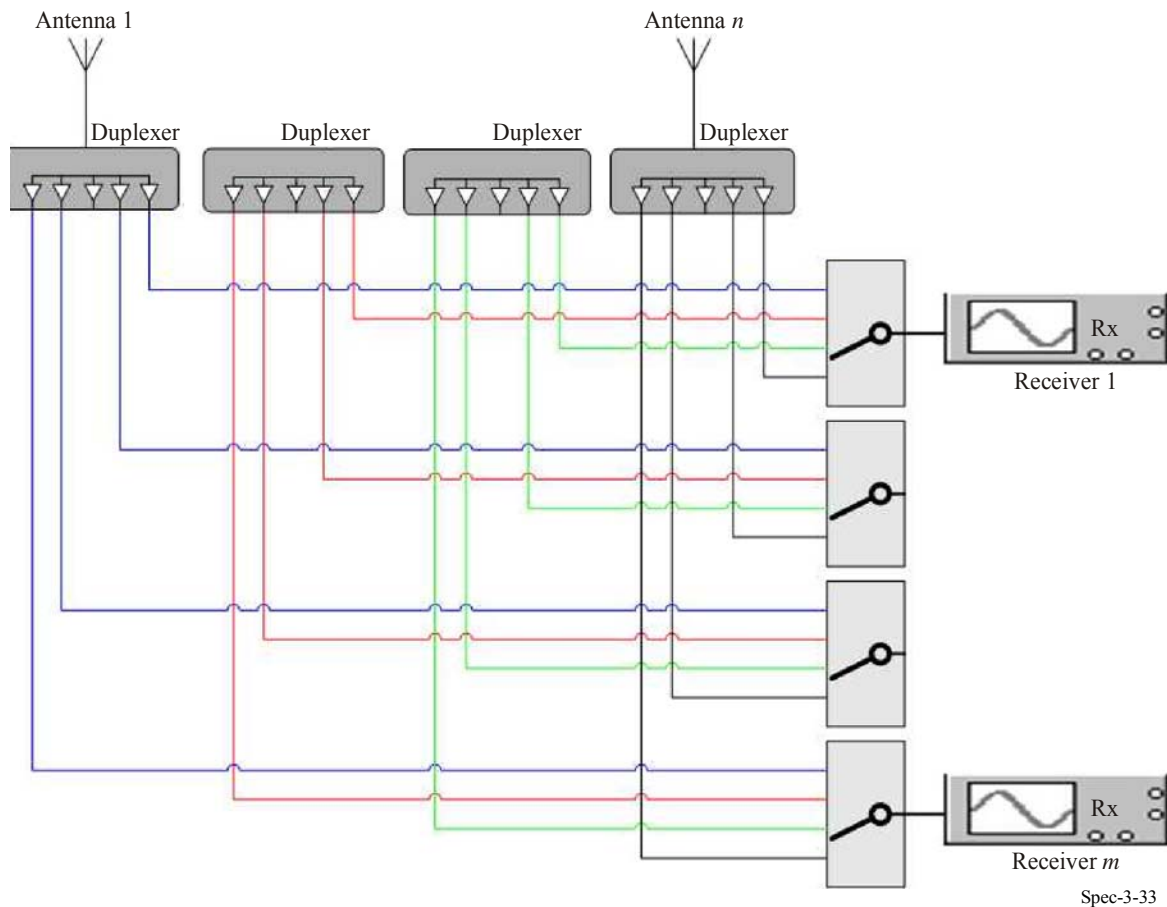 Antenna 1
Antenna n
Duplexer
Duplexer
Duplexer
Duplexer
Rx
Receiver 1
Rx
Receiver m
Spec-3-33